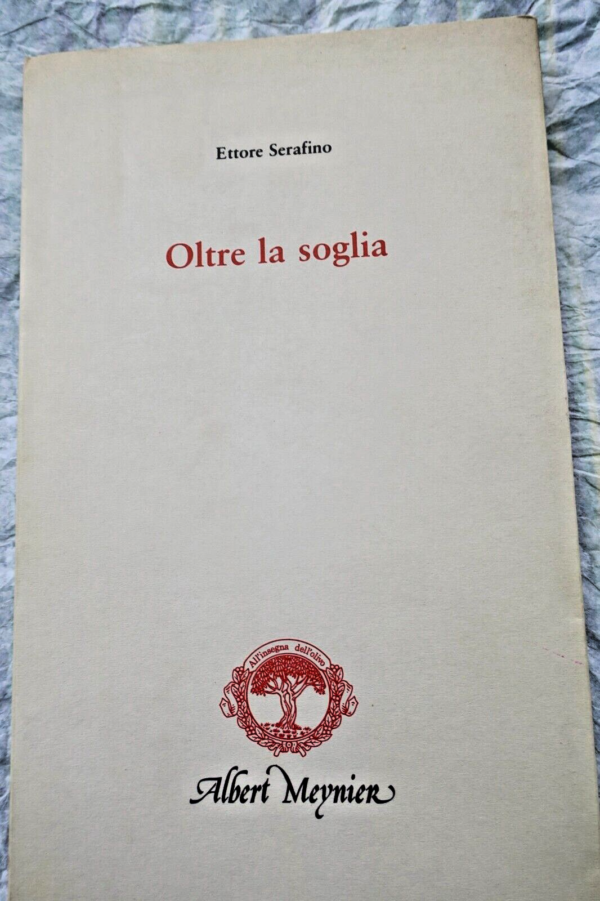 Ettore Serafino
Oltre la soglia
All'insegna dell'olivo
Albert Meynier